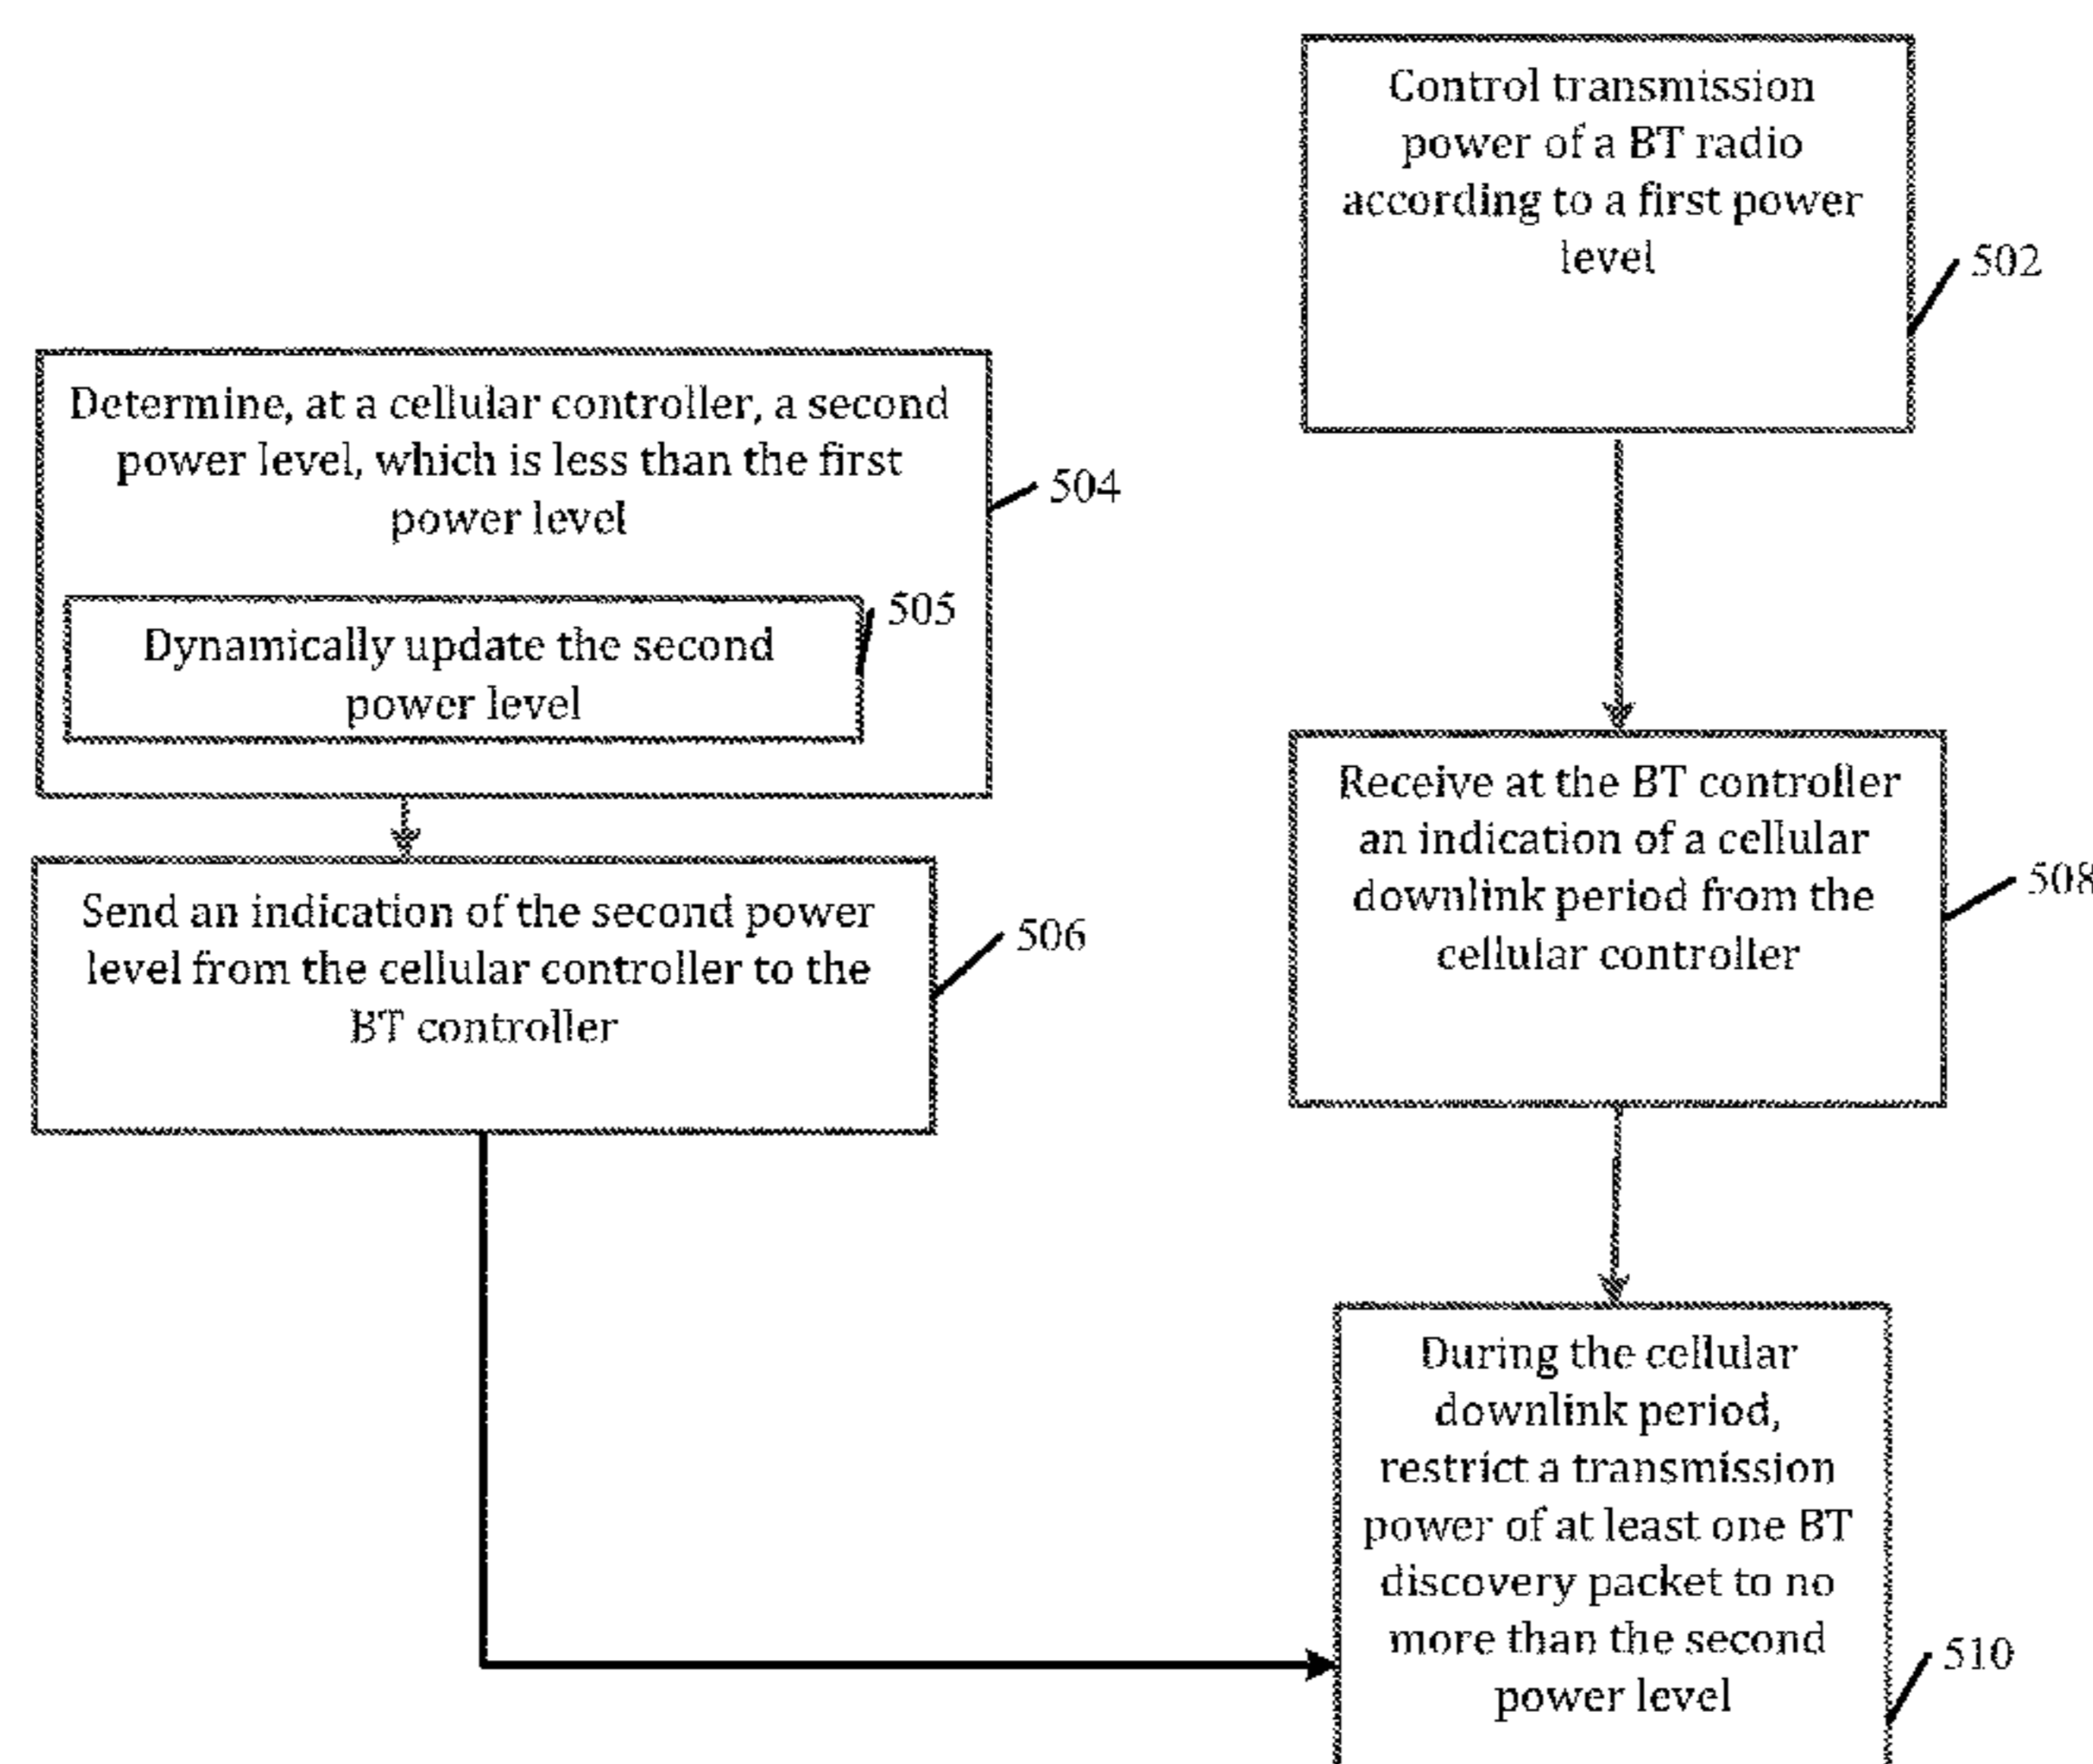 Control transmission
power of a BT radio
according to a first power
level
502
Determine, at a cellular controller, a second
power level, which is less than the first
power level
504
Dynamically update the second
power level
505
Send an indication of the second power
level from the cellular controller to the
BT controller
506
Receive at the BT controller
an indication of a cellular
downlink period from the
cellular controller
508
During the cellular
downlink period,
restrict a transmission
power of at least one BT
discovery packet to no
more than the second
power level
510